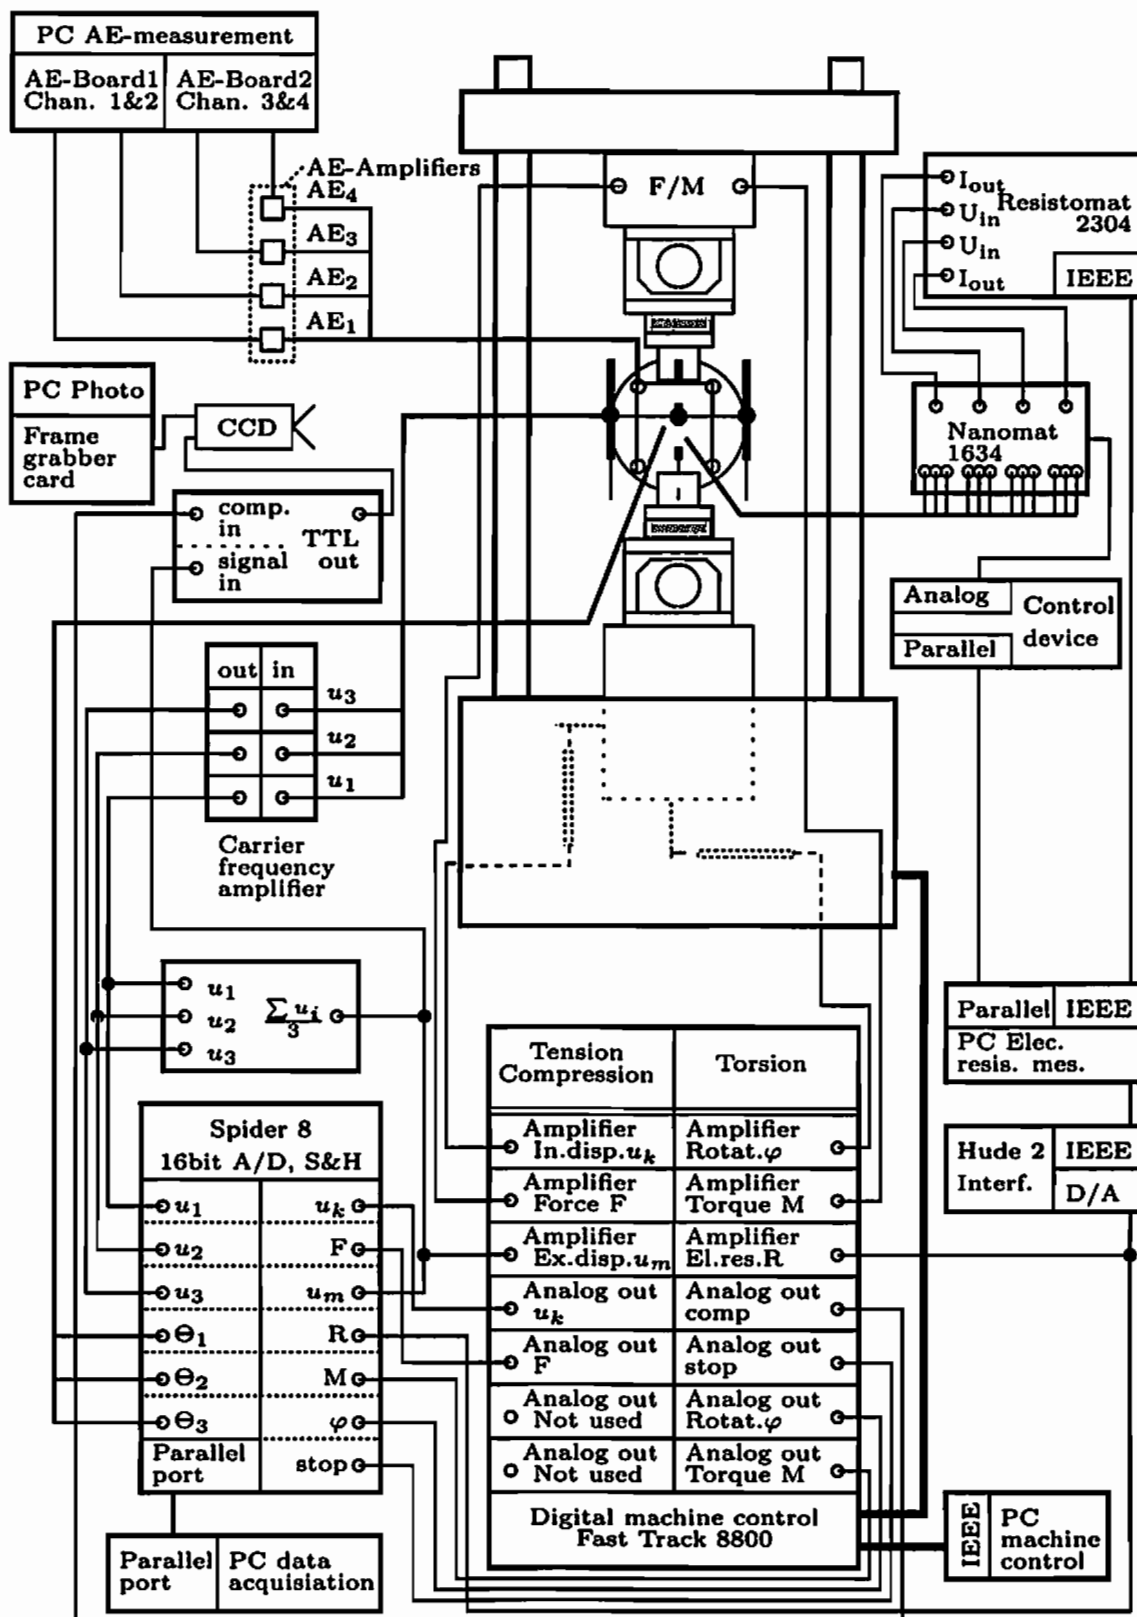 PC AE-measurement
AE-Board1
Chan. 1&2
AE-Board2
Chan. 3&4
AE-Amplifiers
AE4
AE3
AE2
AE1
F/M
Iout
Uin
Uin
Iout
Resistomat
2304
IEEE
PC Photo
Frame
grabber
card
CCD
comp.
in
signal
in
TTL
out
Nanomat
1634
Analog
Parallel
Control
device
out in
u3
u2
u1
Carrier
frequency
amplifier
u1
u2
u3
∑ ui
3
Parallel
IEEE
PC Elec.
resis. mes.
Hude 2
Interf.
IEEE
D/A
Spider 8
16bit A/D, S&H
u1
u2
u3
Θ1
Θ2
Θ3
Parallel
port
uk
F
um
R
M
φ
stop
Parallel
port
PC data
acquisiation
Tension
Compression
Torsion
Amplifier
In.disp.uk
Amplifier
Rotat.φ
Amplifier
Force F
Amplifier
Torque M
Amplifier
Ex.disp.um
Amplifier
El.res.R
Analog out
uk
Analog out
comp
Analog out
F
Analog out
stop
Analog out
Not used
Analog out
Rotat.φ
Analog out
Not used
Analog out
Torque M
Digital machine control
Fast Track 8800
IEEE
PC
machine
control